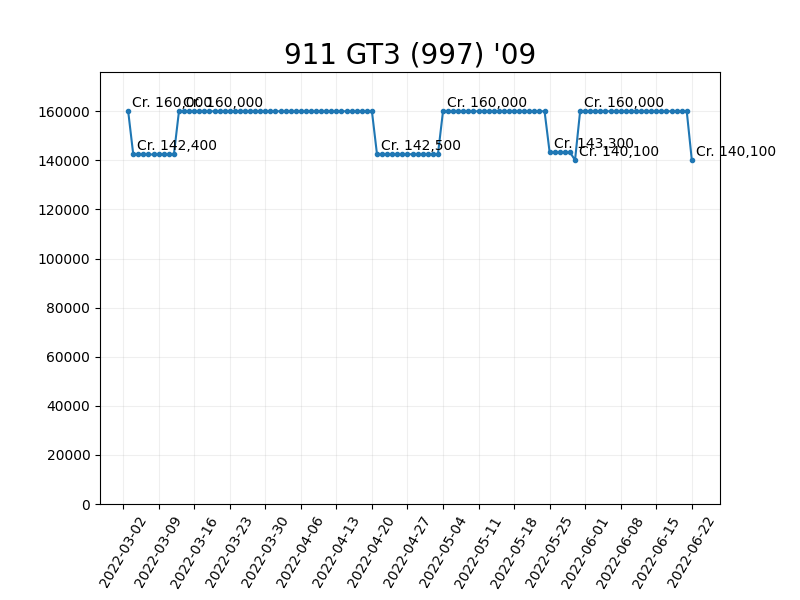 911 GT3 (997) '09
Cr. 160,000
Cr. 160,000
Cr. 160,000
Cr. 160,000
Cr. 142,400
Cr. 142,500
Cr. 143,300
Cr. 140,100
Cr. 140,100
160000
140000
120000
100000
80000
60000
40000
20000
0
2022-03-02
2022-03-09
2022-03-16
2022-03-23
2022-03-30
2022-04-06
2022-04-13
2022-04-20
2022-04-27
2022-05-04
2022-05-11
2022-05-18
2022-05-25
2022-06-01
2022-06-08
2022-06-15
2022-06-22